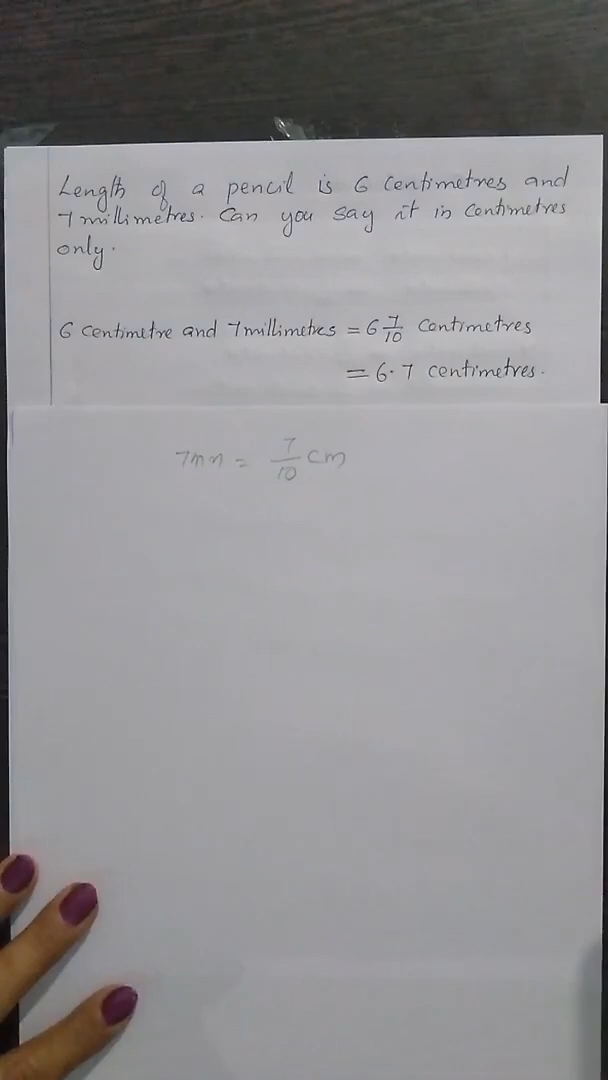 Length of a pencil is 6 Centimetres and
7 millimetres. Can you say it in Centimetres
only.
6 Centimetre and 7 millimetres = 6 7/10 Centimetres
= 6.7 centimetres.
7mm = 7/10 cm